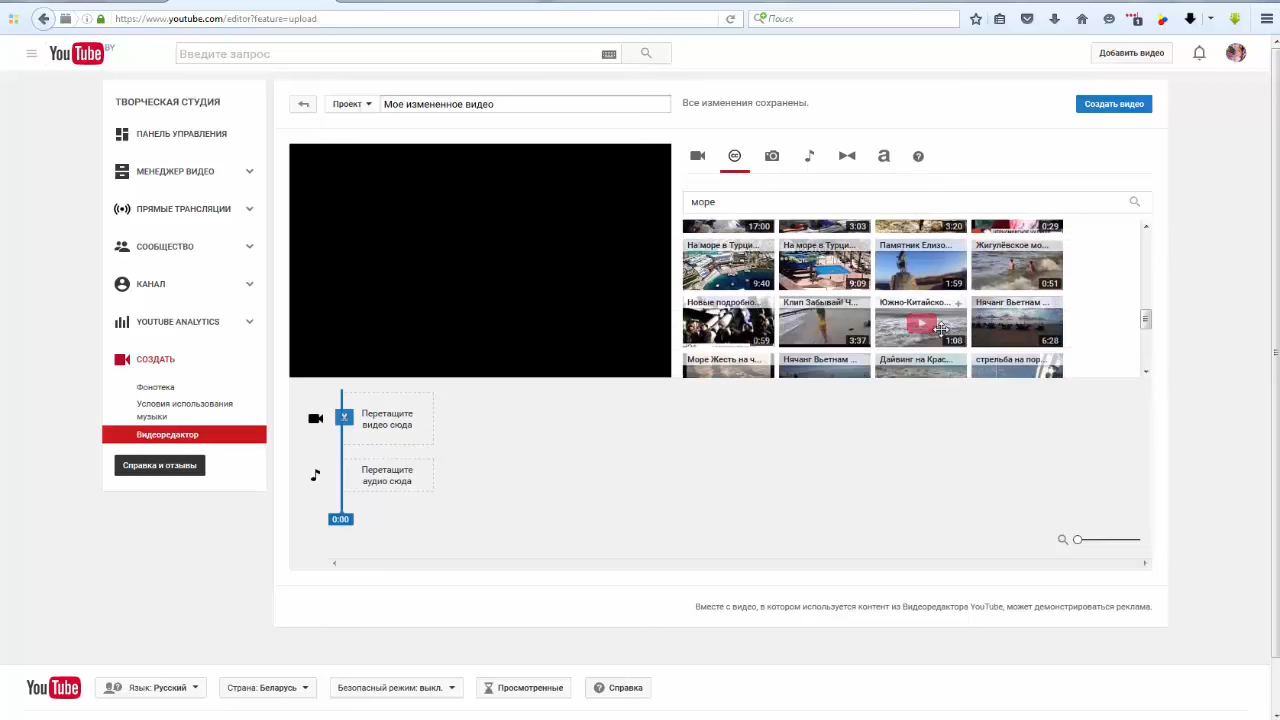 https://www.youtube.com/editor?feature=upload
Поиск
YouTube BY
Введите запрос
Добавить видео
ТВОРЧЕСКАЯ СТУДИЯ
ПАНЕЛЬ УПРАВЛЕНИЯ
МЕНЕДЖЕР ВИДЕО
ПРЯМЫЕ ТРАНСЛЯЦИИ
СООБЩЕСТВО
КАНАЛ
YOUTUBE ANALYTICS
СОЗДАТЬ
Фонотека
Условия использования
музыки
Видеоредактор
Справка и отзывы
Проект
Мое измененное видео
Все изменения сохранены.
Создать видео
cc
a
?
море
17:00
3:03
3:20
0:29
На море в Турци...
9:40
На море в Турци...
9:09
Памятник Елизо...
1:59
Жигулёвское мо...
0:51
Новые подробно...
0:59
Клип Забывай! Ч...
3:37
Южно-Китайско...
1:08
Нячанг Вьетнам ...
6:28
Море Жесть на ч...
Нячанг Вьетнам ...
Дайвинг на Крас...
стрельба на пор...
Перетащите
видео сюда
Перетащите
аудио сюда
0:00
Вместе с видео, в котором используется контент из Видеоредактора YouTube, может демонстрироваться реклама.
YouTube
Язык: Русский
Страна: Беларусь
Безопасный режим: выкл.
Просмотренные
Справка